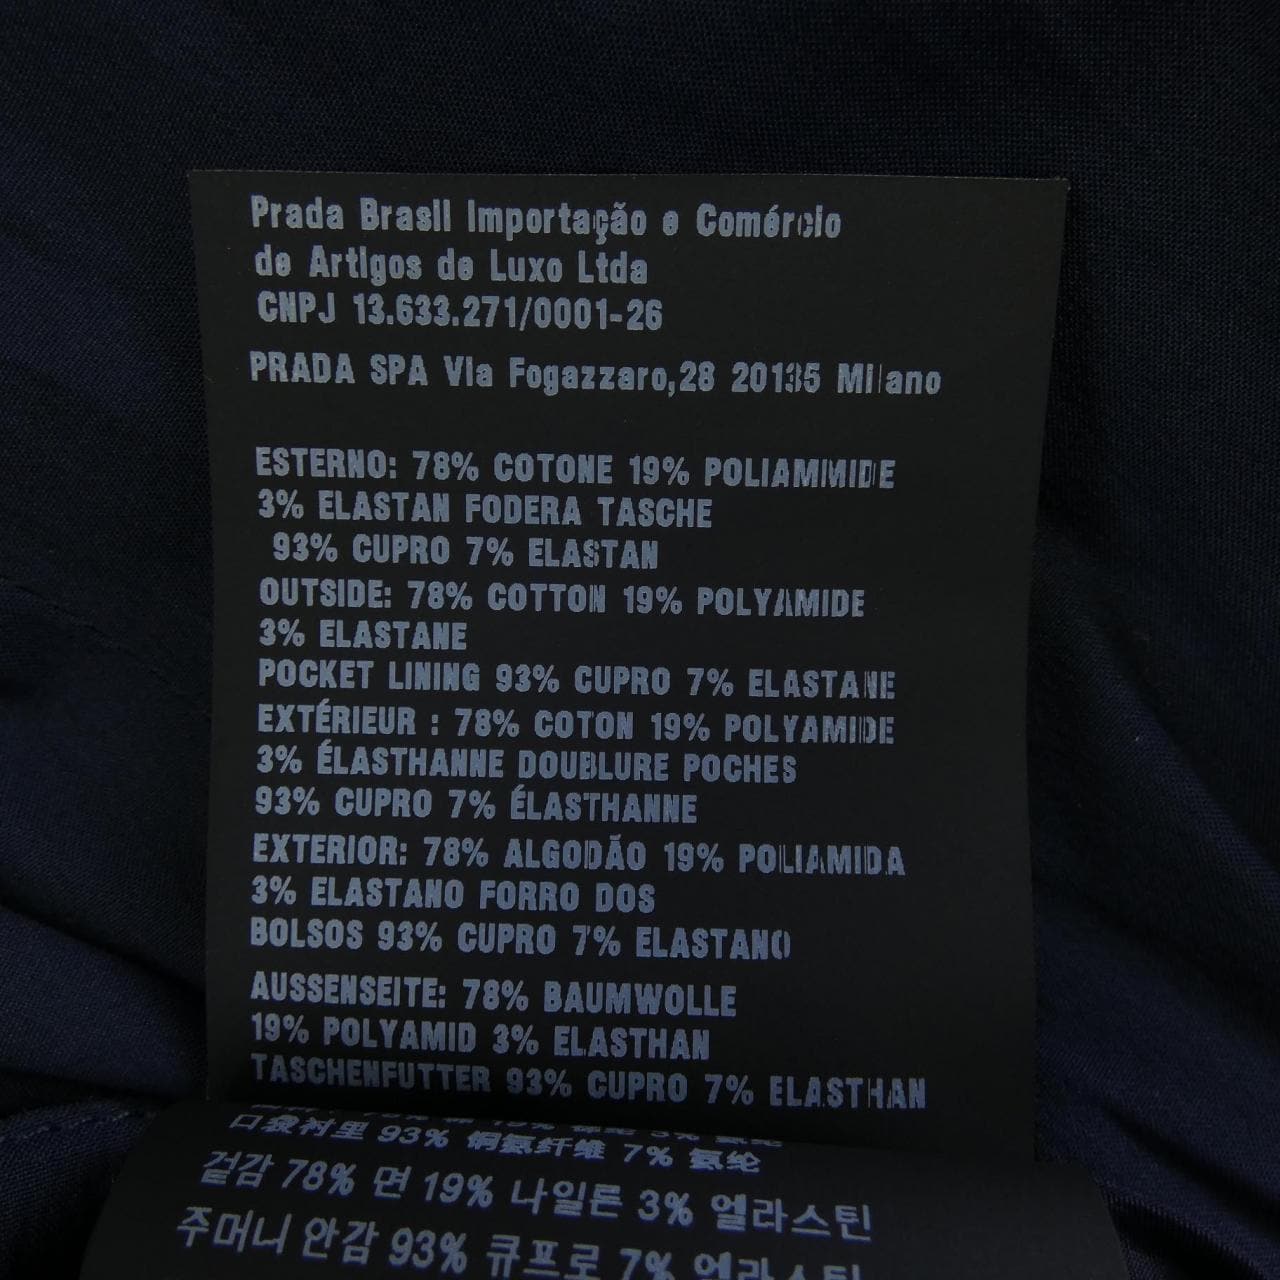 Prada Brasil Importação e Comércio
de Artigos de Luxo Ltda
CNPJ 13.633.271/0001-26
PRADA SPA Via Fogazzaro,28 20135 Milano
ESTERNO: 78% COTONE 19% POLIAMMIDE
3% ELASTAN FODERA TASCHE
93% CUPRO 7% ELASTAN
OUTSIDE: 78% COTTON 19% POLYAMIDE
3% ELASTANE
POCKET LINING 93% CUPRO 7% ELASTANE
EXTÉRIEUR : 78% COTON 19% POLYAMIDE
3% ÉLASTHANNE DOUBLURE POCHES
93% CUPRO 7% ÉLASTHANNE
EXTERIOR: 78% ALGODÃO 19% POLIAMIDA
3% ELASTANO FORRO DOS
BOLSOS 93% CUPRO 7% ELASTANO
AUSSENSEITE: 78% BAUMWOLLE
19% POLYAMID 3% ELASTHAN
TASCHENFUTTER 93% CUPRO 7% ELASTHAN
口袋衬里 93% 铜氨纤维 7% 氨纶
겉감 78% 면 19% 나일론 3% 엘라스틴
주머니 안감 93% 큐프로 7% 엘라스틴